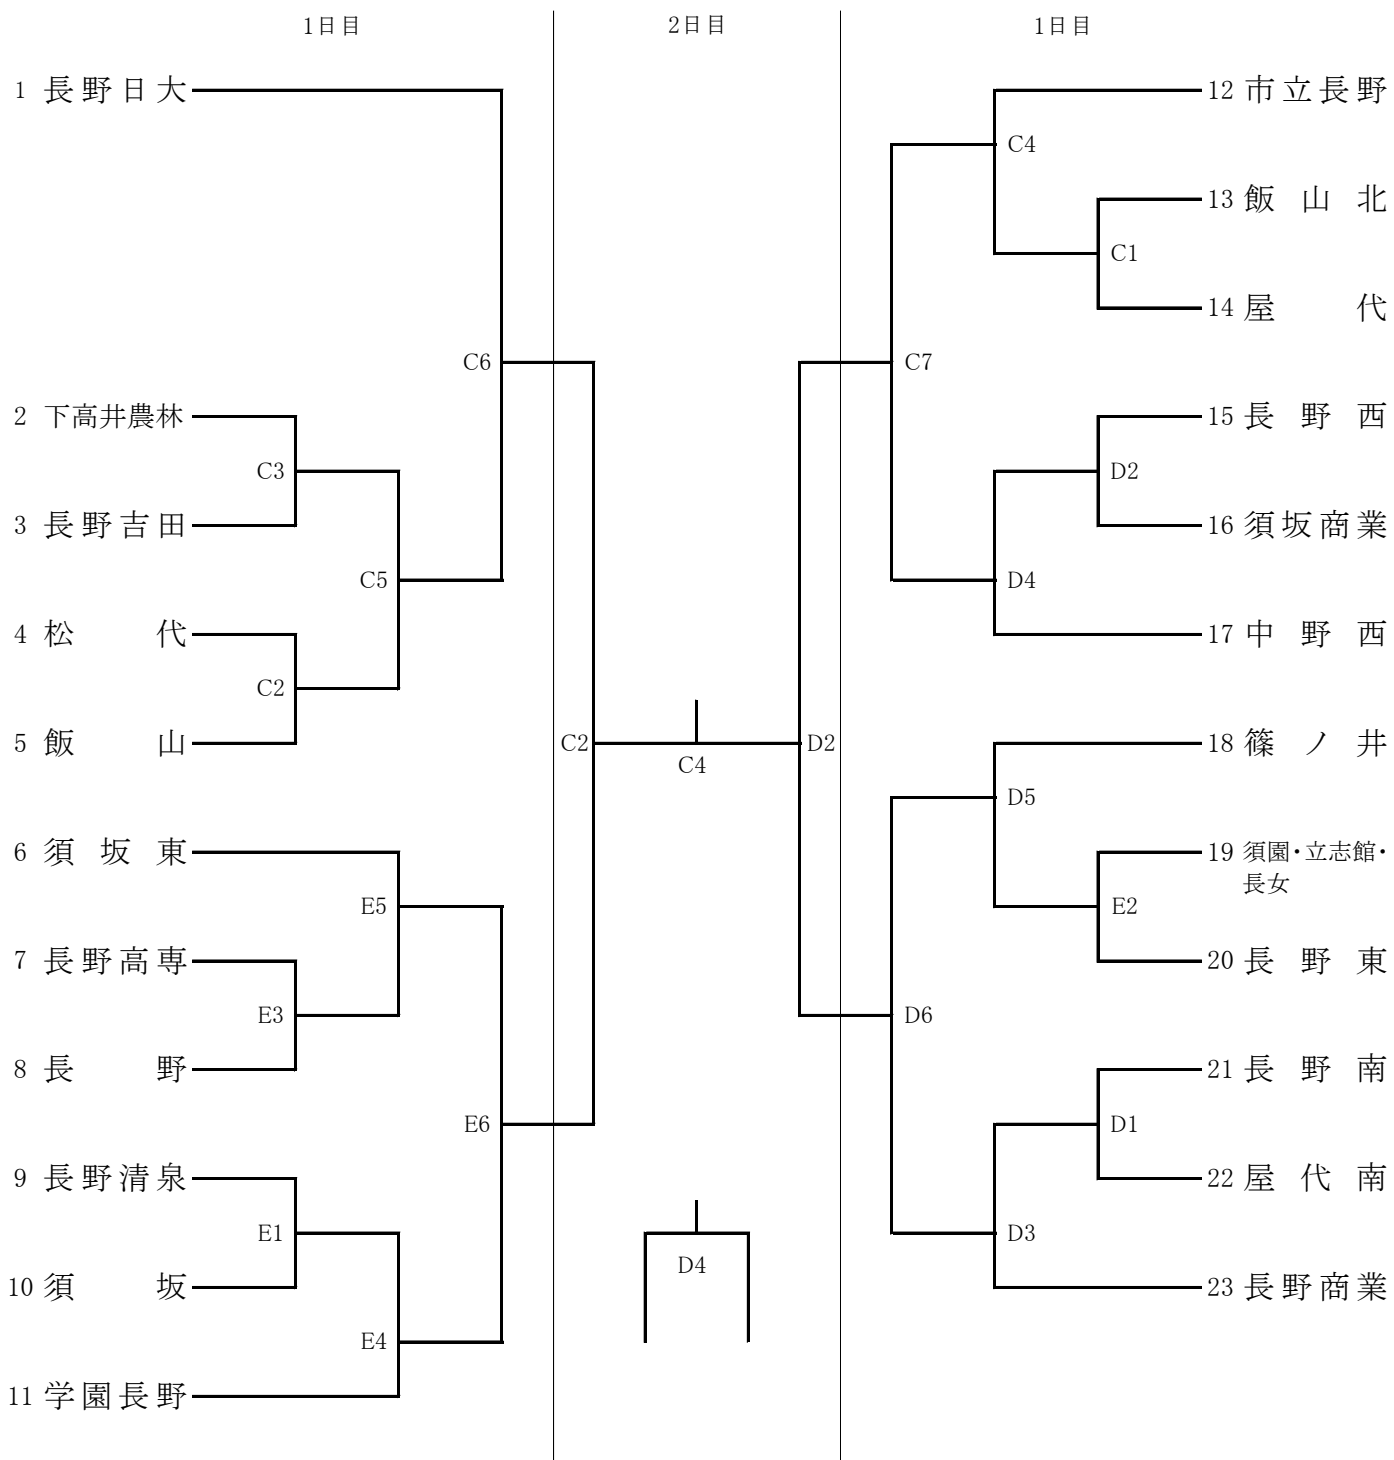 1日目
2日目
1日目
1 長野日大
2 下高井農林
3 長野吉田
4 松代
5 飯山
6 須坂東
7 長野高専
8 長野
9 長野清泉
10 須坂
11 学園長野
C6
C3
C5
C2
E5
E3
E6
E1
E4
C2
C4
D2
D4
12 市立長野
13 飯山北
14 屋代
15 長野西
16 須坂商業
17 中野西
18 篠ノ井
19 須園・立志館・
長女
20 長野東
21 長野南
22 屋代南
23 長野商業
C4
C1
C7
D2
D4
D5
E2
D6
D1
D3